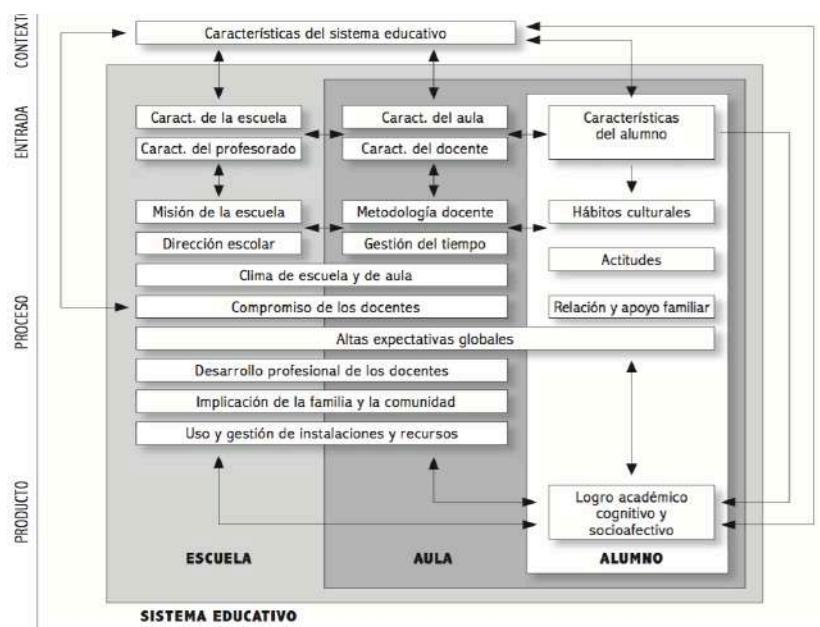 CONTEXTO
Características del sistema educativo
ENTRADA
Caract. de la escuela
Caract. del aula
Características
del alumno
Caract. del profesorado
Caract. del docente
PROCESO
Misión de la escuela
Metodología docente
Hábitos culturales
Dirección escolar
Gestión del tiempo
Clima de escuela y de aula
Actitudes
Compromiso de los docentes
Relación y apoyo familiar
Altas expectativas globales
Desarrollo profesional de los docentes
Implicación de la familia y la comunidad
Uso y gestión de instalaciones y recursos
PRODUCTO
Logro académico
cognitivo y
socioafectivo
ESCUELA
AULA
ALUMNO
SISTEMA EDUCATIVO